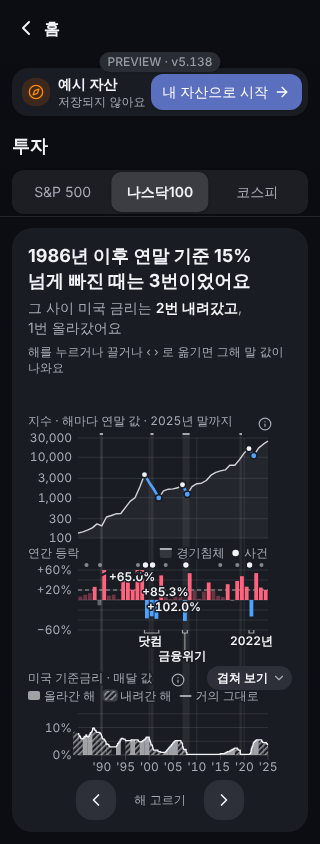 홈
PREVIEW · v5.138
예시 자산
저장되지 않아요
내 자산으로 시작 →
투자
S&P 500 나스닥100 코스피
1986년 이후 연말 기준 15%
넘게 빠진 때는 3번이었어요
그 사이 미국 금리는 2번 내려갔고,
1번 올라갔어요
해를 누르거나 끌거나 ‹ › 로 옮기면 그해 말 값이
나와요
지수 · 해마다 연말 값 · 2025년 말까지
30,000
10,000
3,000
1,000
300
100
연간 등락 경기침체 사건
+60%
+65.0%
+20%
+85.3%
+102.0%
−60%
닷컴 2022년
금융위기
미국 기준금리 · 매달 값 겹쳐 보기
올라간 해 내려간 해 거의 그대로
10%
0%
'90 '95 '00 '05 '10 '15 '20 '25
해 고르기